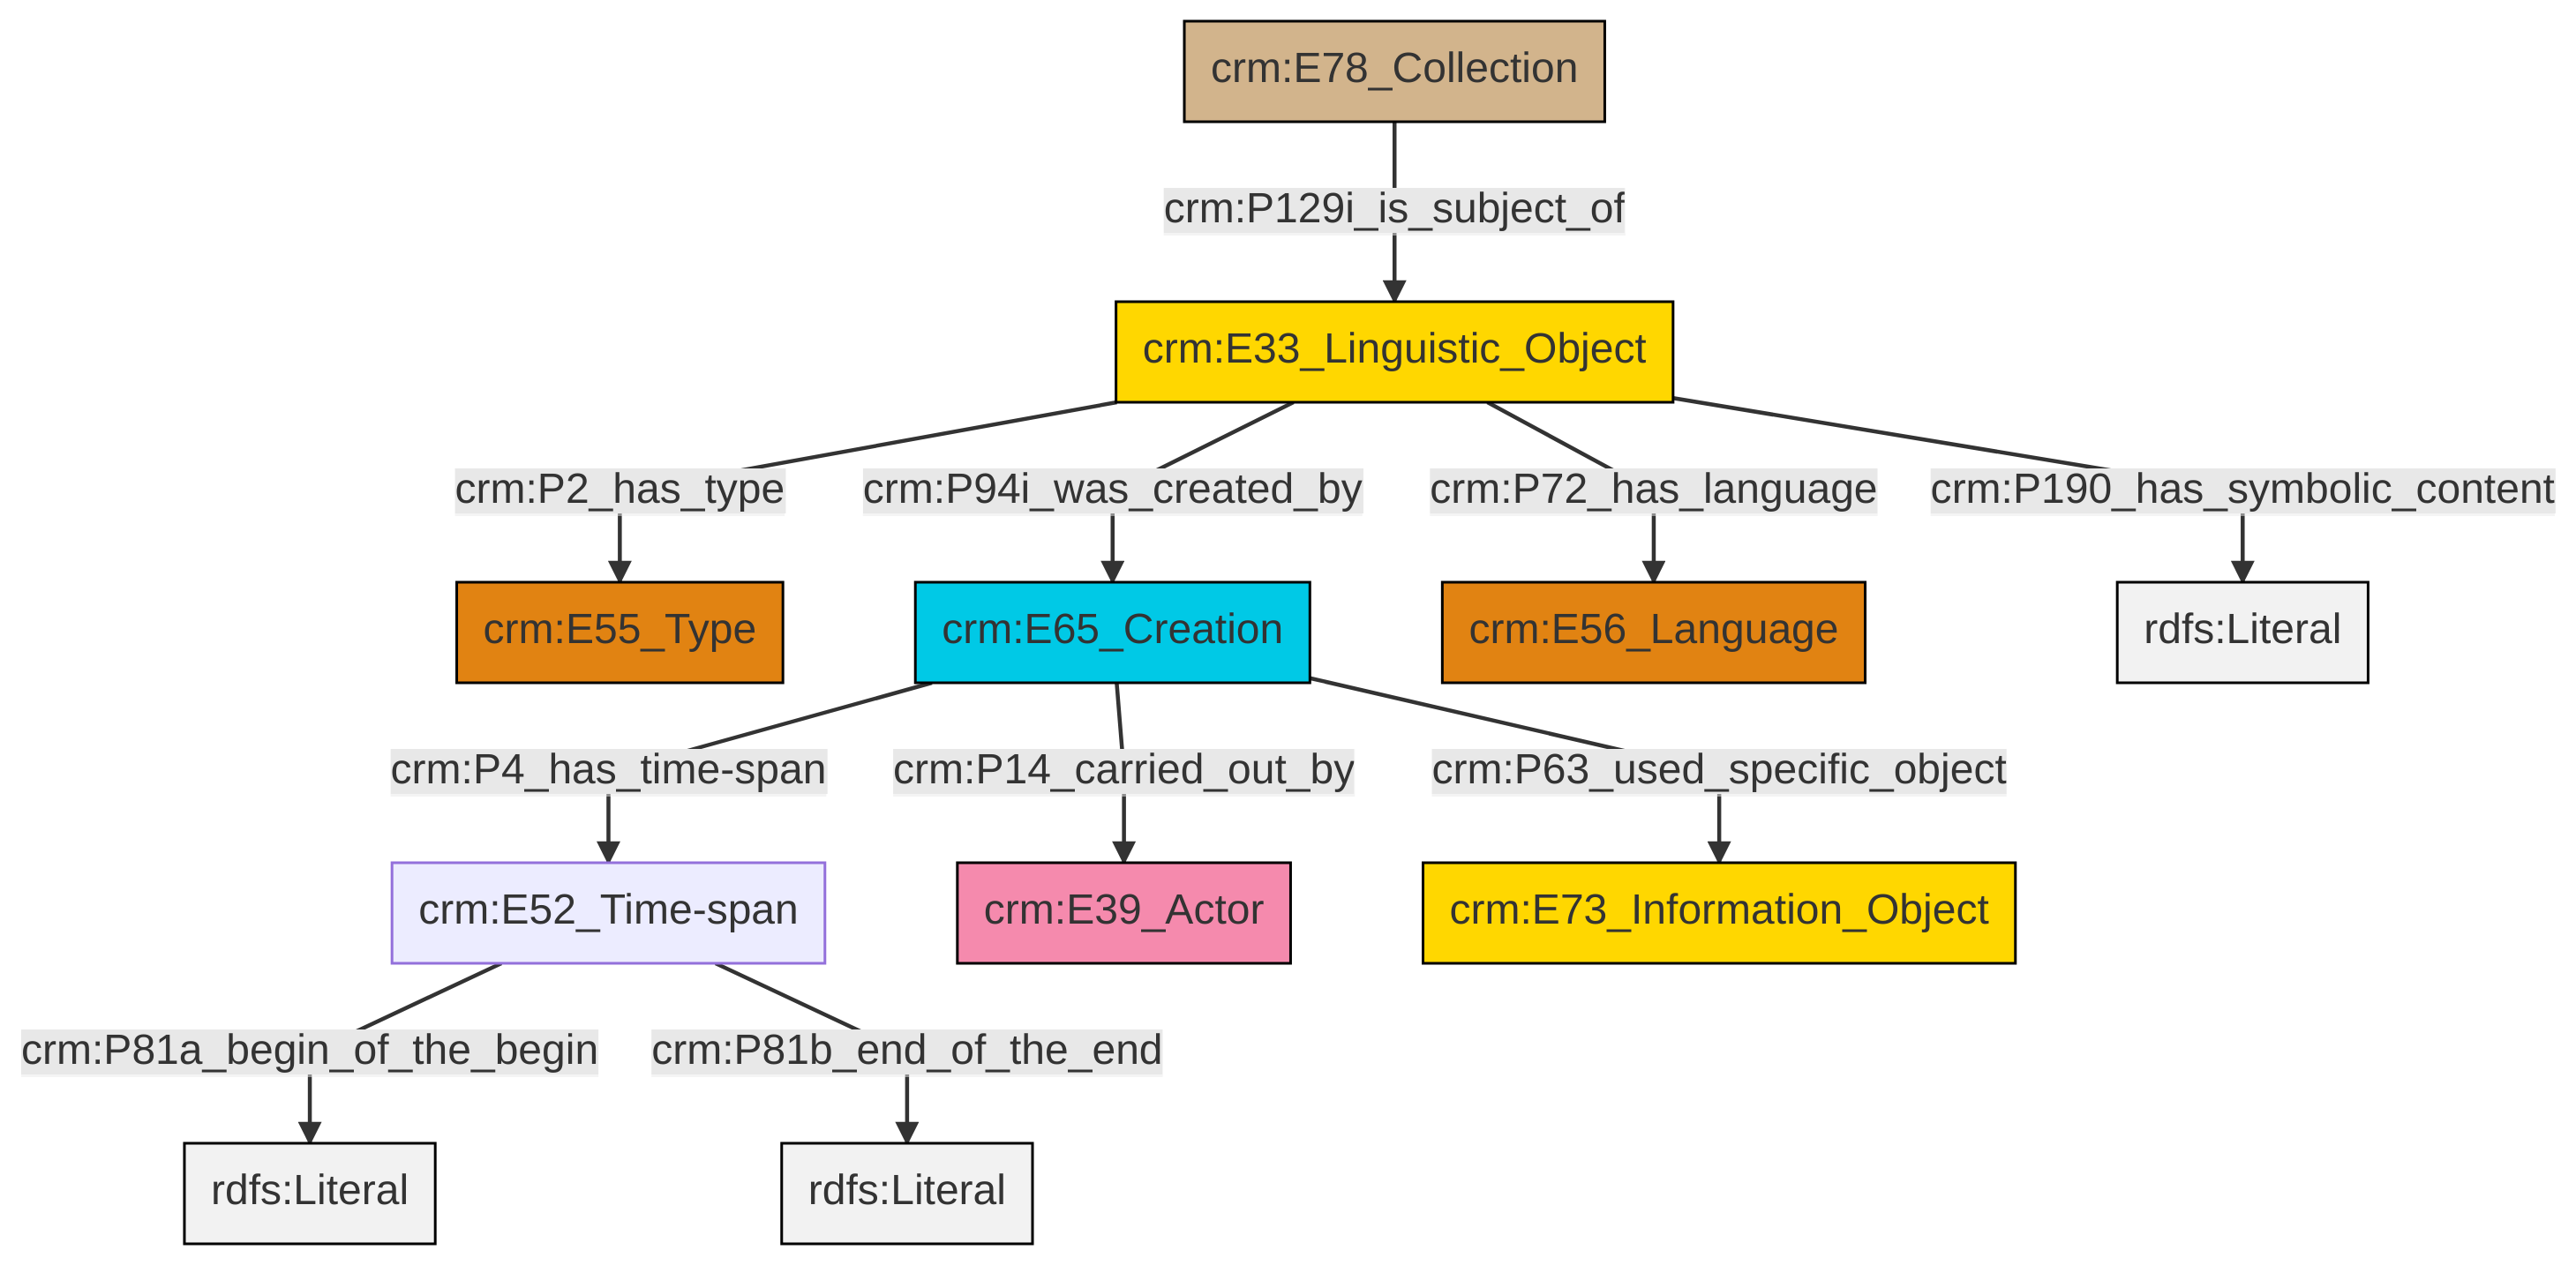 crm:E78_Collection
crm:P129i_is_subject_of
crm:E33_Linguistic_Object
crm:P2_has_type
crm:P94i_was_created_by
crm:P72_has_language
crm:P190_has_symbolic_content
crm:E55_Type
crm:E65_Creation
crm:E56_Language
rdfs:Literal
crm:P4_has_time-span
crm:P14_carried_out_by
crm:P63_used_specific_object
crm:E52_Time-span
crm:E39_Actor
crm:E73_Information_Object
crm:P81a_begin_of_the_begin
crm:P81b_end_of_the_end
rdfs:Literal
rdfs:Literal